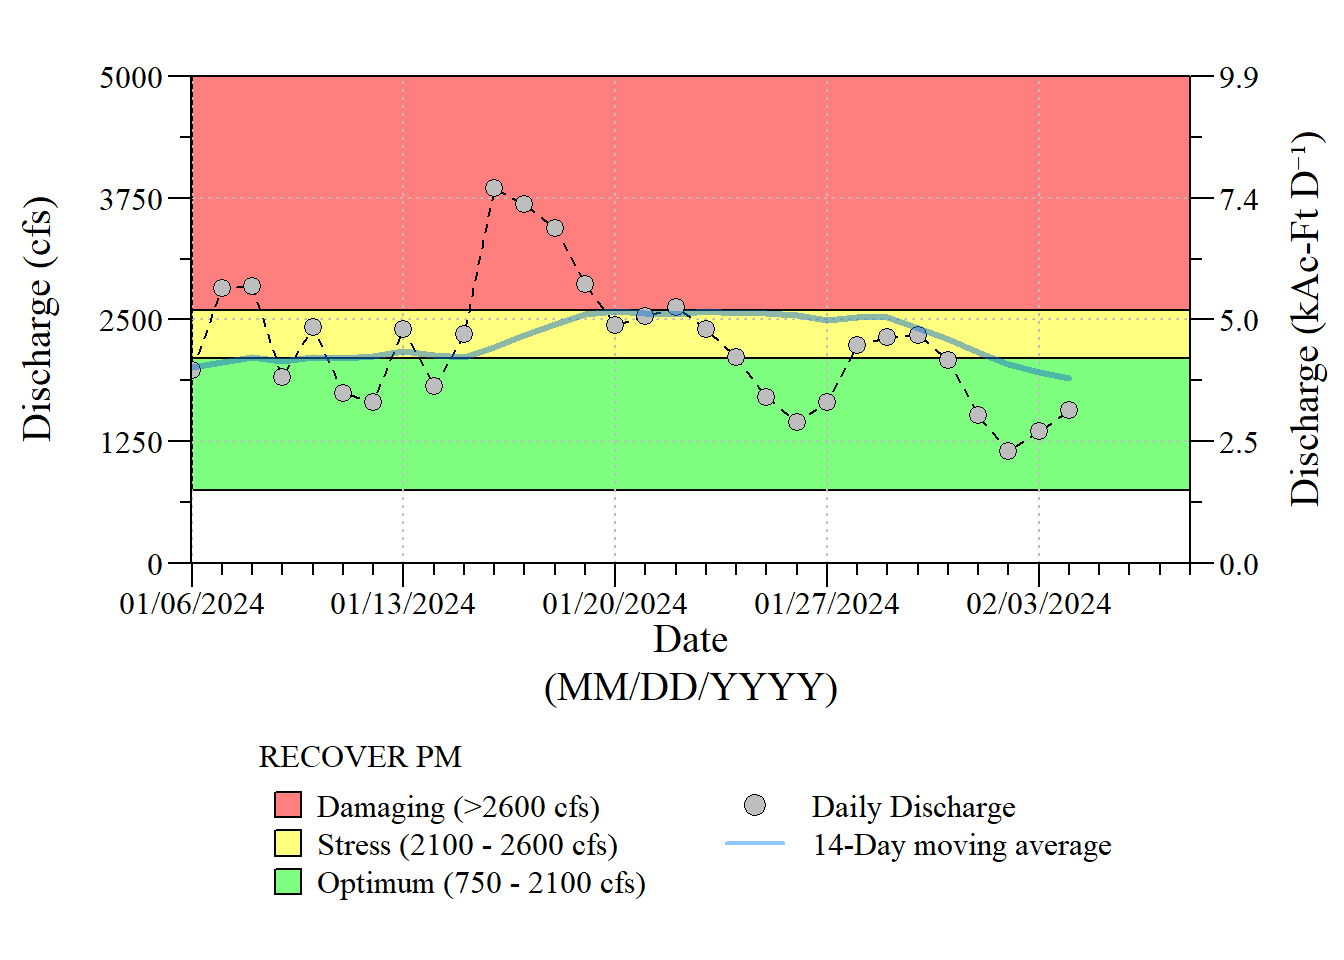 5000
3750
2500
1250
0
Discharge (cfs)
9.9
7.4
5.0
2.5
0.0
Discharge (kAc-Ft D⁻¹)
01/06/2024 01/13/2024 01/20/2024 01/27/2024 02/03/2024
Date
(MM/DD/YYYY)
RECOVER PM
Damaging (>2600 cfs)
Stress (2100 - 2600 cfs)
Optimum (750 - 2100 cfs)
Daily Discharge
14-Day moving average